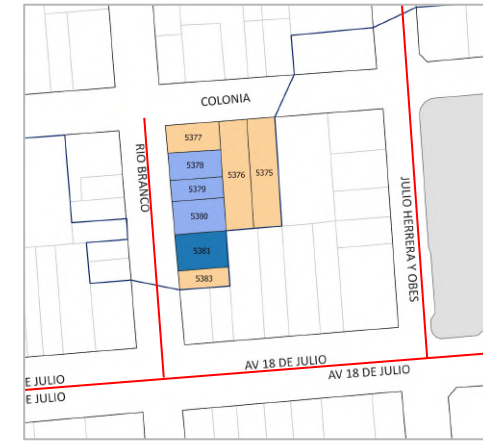 COLONIA
5377
RIO BRANCO
5378
5376
5375
5379
JULIO HERRERA Y OBES
5380
5381
5383
AV 18 DE JULIO
AV 18 DE JULIO
E JULIO
E JULIO